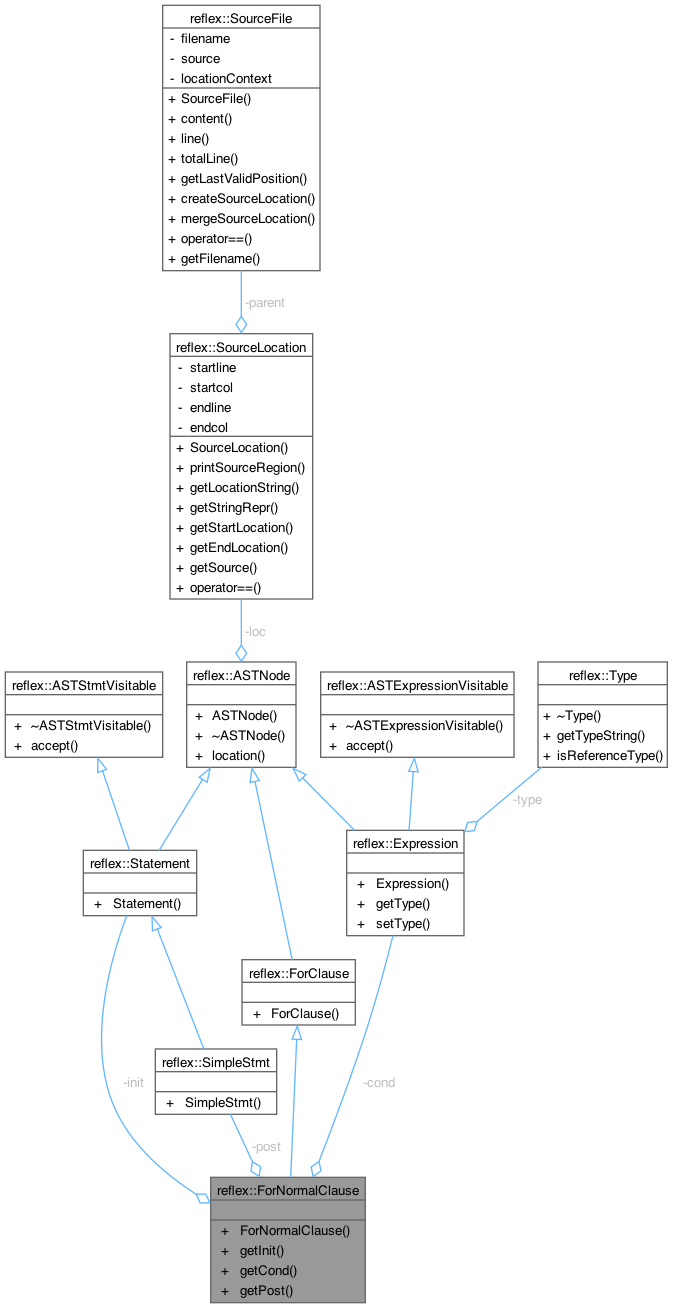 reflex::SourceFile
- filename
- source
- locationContext
+ SourceFile()
+ content()
+ line()
+ totalLine()
+ getLastValidPosition()
+ createSourceLocation()
+ mergeSourceLocation()
+ operator==()
+ getFilename()
-parent
reflex::SourceLocation
- startline
- startcol
- endline
- endcol
+ SourceLocation()
+ printSourceRegion()
+ getLocationString()
+ getStringRepr()
+ getStartLocation()
+ getEndLocation()
+ getSource()
+ operator==()
-loc
reflex::ASTStmtVisitable
+ ~ASTStmtVisitable()
+ accept()
reflex::ASTNode
+ ASTNode()
+ ~ASTNode()
+ location()
reflex::ASTExpressionVisitable
+ ~ASTExpressionVisitable()
+ accept()
reflex::Type
+ ~Type()
+ getTypeString()
+ isReferenceType()
-type
reflex::Statement
+ Statement()
reflex::Expression
+ Expression()
+ getType()
+ setType()
reflex::ForClause
+ ForClause()
reflex::SimpleStmt
+ SimpleStmt()
-init
-cond
-post
reflex::ForNormalClause
+ ForNormalClause()
+ getInit()
+ getCond()
+ getPost()